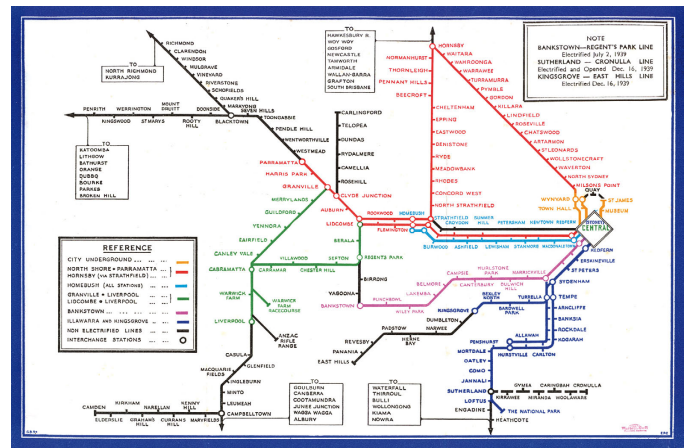 NOTE
BANKSTOWN—REGENT'S PARK LINE
Electrified July 2, 1939
SUTHERLAND - CRONULLA LINE
Electrified and Opened Dec. 16, 1939
KINGSGROVE — EAST HILLS LINE
Electrified Dec. 16, 1939
TO
HAWKESBURY R.
WOY WOY
GOSFORD
NEWCASTLE
TAMWORTH
ARMIDALE
WALLAN-BARRA
GRAFTON
SOUTH BRISBANE
TO
NORTH RICHMOND
KURRAJONG
RICHMOND
CLARENDON
WINDSOR
MULGRAVE
VINEYARD
RIVERSTONE
SCHOFIELDS
QUAKER'S HILL
MARAYONG
PENRITH
WERRINGTON
MOUNT DRUITT
DOONSIDE
SEVEN HILLS
KINGSWOOD
ST MARYS
ROOTY HILL
BLACKTOWN
TOONGABBIE
PENDLE HILL
WENTWORTHVILLE
WESTMEAD
PARRAMATTA
HARRIS PARK
GRANVILLE
TO
KATOOMBA
LITHGOW
BATHURST
ORANGE
DUBBO
BOURKE
PARKES
BROKEN HILL
CARLINGFORD
TELOPEA
DUNDAS
RYDALMERE
CAMELLIA
ROSEHILL
CLYDE JUNCTION
AUBURN
HORNSBY
NORMANHURST
THORNLEIGH
PENNANT HILLS
BEECROFT
CHELTENHAM
EPPING
EASTWOOD
DENISTONE
RYDE
MEADOWBANK
RHODES
CONCORD WEST
NORTH STRATHFIELD
WAITARA
WAHROONGA
WARRAWEE
TURRAMURRA
PYMBLE
GORDON
KILLARA
LINDFIELD
ROSEVILLE
CHATSWOOD
ARTARMON
ST.LEONARDS
WOLLSTONECRAFT
WAVERTON
NORTH SYDNEY
MILSONS POINT
QUAY
WYNYARD
TOWN HALL
ST. JAMES
MUSEUM
SYDNEY
CENTRAL
ROOKWOOD
HOMEBUSH
LIDCOMBE
FLEMINGTON
STRATHFIELD
CROYDON
SUMMER HILL
PETERSHAM
NEWTOWN
REDFERN
BURWOOD
ASHFIELD
LEWISHAM
STANMORE
MACDONALDTOWN
REDFERN
ERSKINEVILLE
ST PETERS
SYDENHAM
TEMPE
ARNCLIFFE
BANKSIA
ROCKDALE
KOGARAH
MERRYLANDS
GUILDFORD
YENNORA
FAIRFIELD
CANLEY VALE
CABRAMATTA
CARRAMAR
VILLAWOOD
CHESTER HILL
SEFTON
REGENTS PARK
BERALA
BIRRONG
YAGOONA
BANKSTOWN
PUNCHBOWL
WILEY PARK
LAKEMBA
BELMORE
CAMPSIE
CANTERBURY
HURLSTONE PARK
DULWICH HILL
MARRICKVILLE
WARWICK FARM
WARWICK FARM RACECOURSE
LIVERPOOL
ANZAC RIFLE RANGE
CASULA
GLENFIELD
MACQUARIE FIELDS
INGLEBURN
MINTO
LEUMEAH
CAMPBELLTOWN
CAMDEN
KIRKHAM
NARELLAN
KENNY HILL
ELDERSLIE
GRAHAMS HILL
CURRANS HILL
MARYFIELDS
TO
GOULBURN
CANBERRA
COOTAMUNDRA
JUNEE JUNCTION
WAGGA WAGGA
ALBURY
TO
WATERFALL
THIRROUL
BULLI
WOLLONGONG
KIAMA
NOWRA
EAST HILLS
PANANIA
REVESBY
PADSTOW
HERNE BAY
NARWEE
DUMBLETON
KINGSGROVE
BEXLEY NORTH
BARDWELL PARK
TURRELLA
PENSHURST
ALLAWAH
HURSTVILLE
CARLTON
MORTDALE
OATLEY
COMO
JANNALI
SUTHERLAND
LOFTUS
ENGADINE
HEATHCOTE
THE NATIONAL PARK
KIRRAWEE
GYMEA
MIRANDA
CARINGBAH
WOOLAWARE
CRONULLA
REFERENCE
CITY UNDERGROUND
NORTH SHORE - PARRAMATTA
HORNSBY (VIA STRATHFIELD)
HOMEBUSH (ALL STATIONS)
GRANVILLE - LIVERPOOL
LIDCOMBE - LIVERPOOL
BANKSTOWN
ILLAWARRA AND KINGSGROVE
NON ELECTRIFIED LINES
INTERCHANGE STATIONS